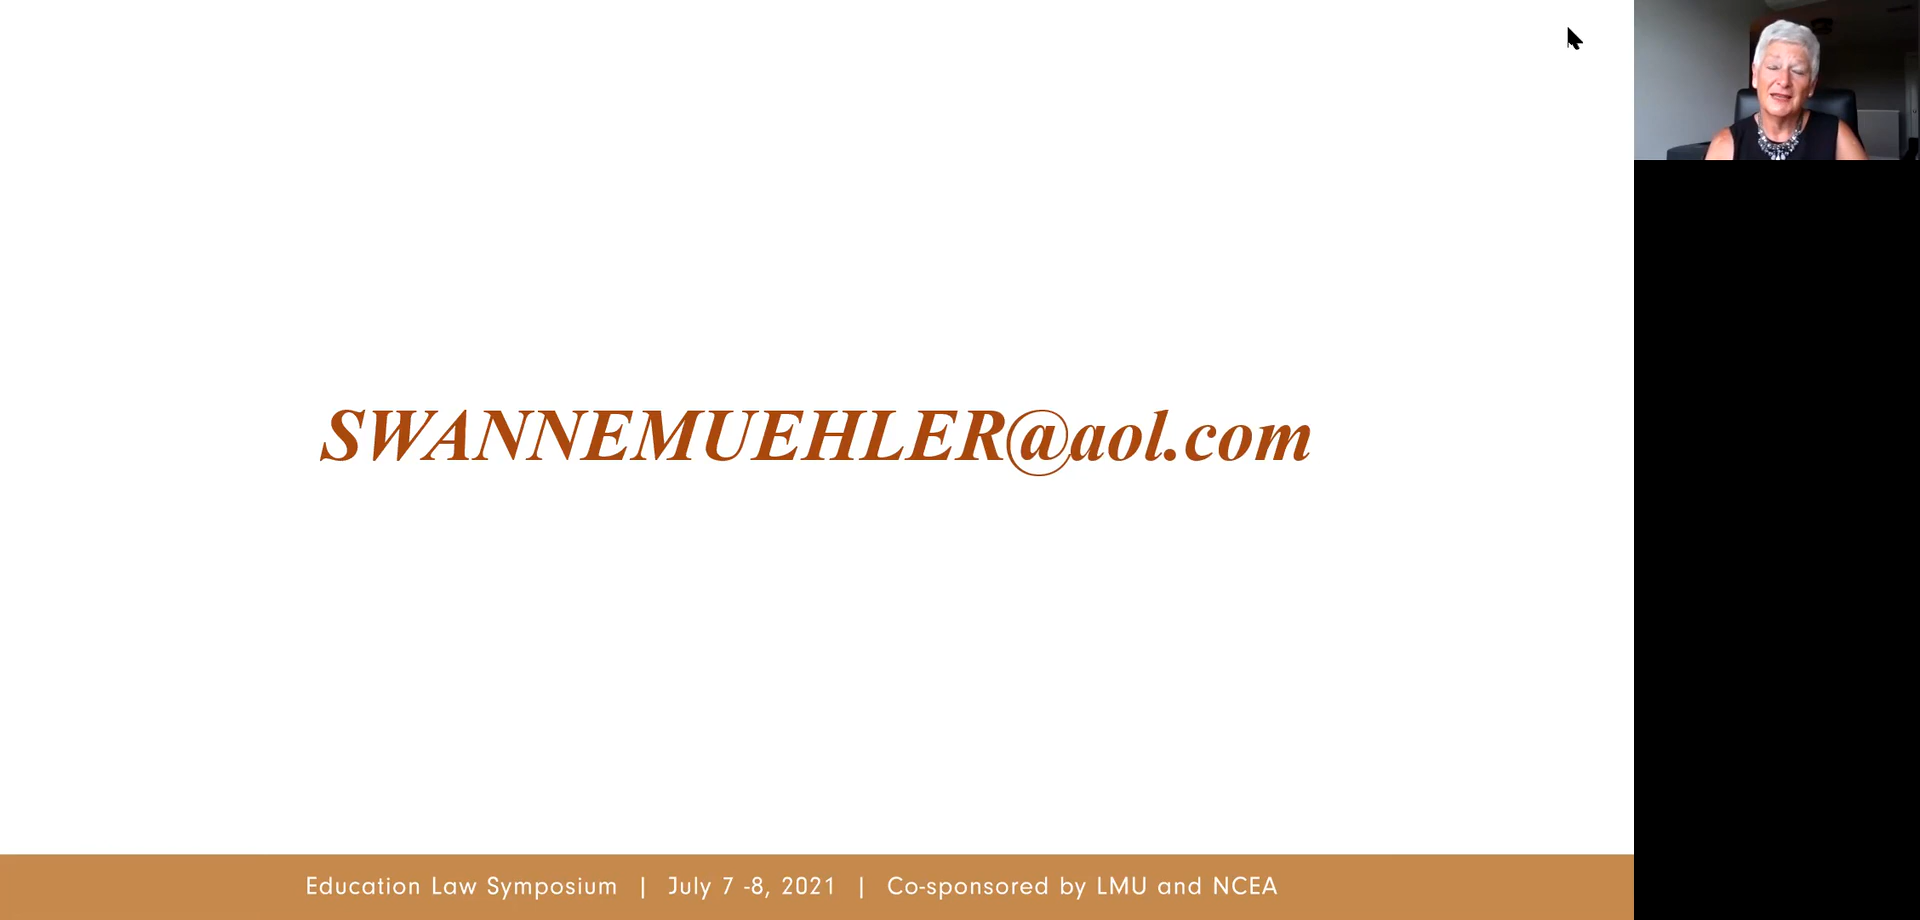 SWANNEMUEHLER@aol.com
Education Law Symposium | July 7 -8, 2021 | Co-sponsored by LMU and NCEA